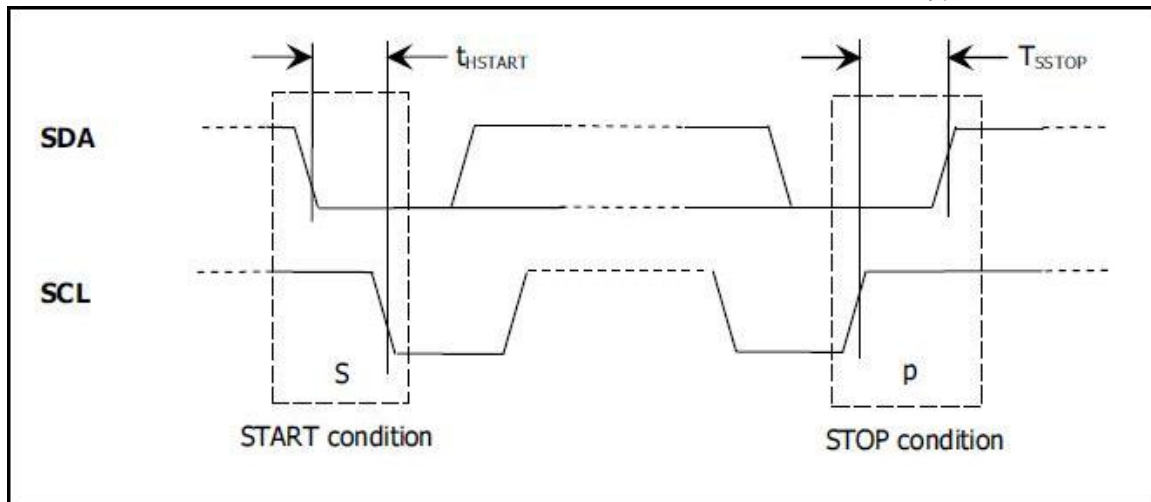 tHSTART
TSSTOP
SDA
SCL
S
p
START condition
STOP condition